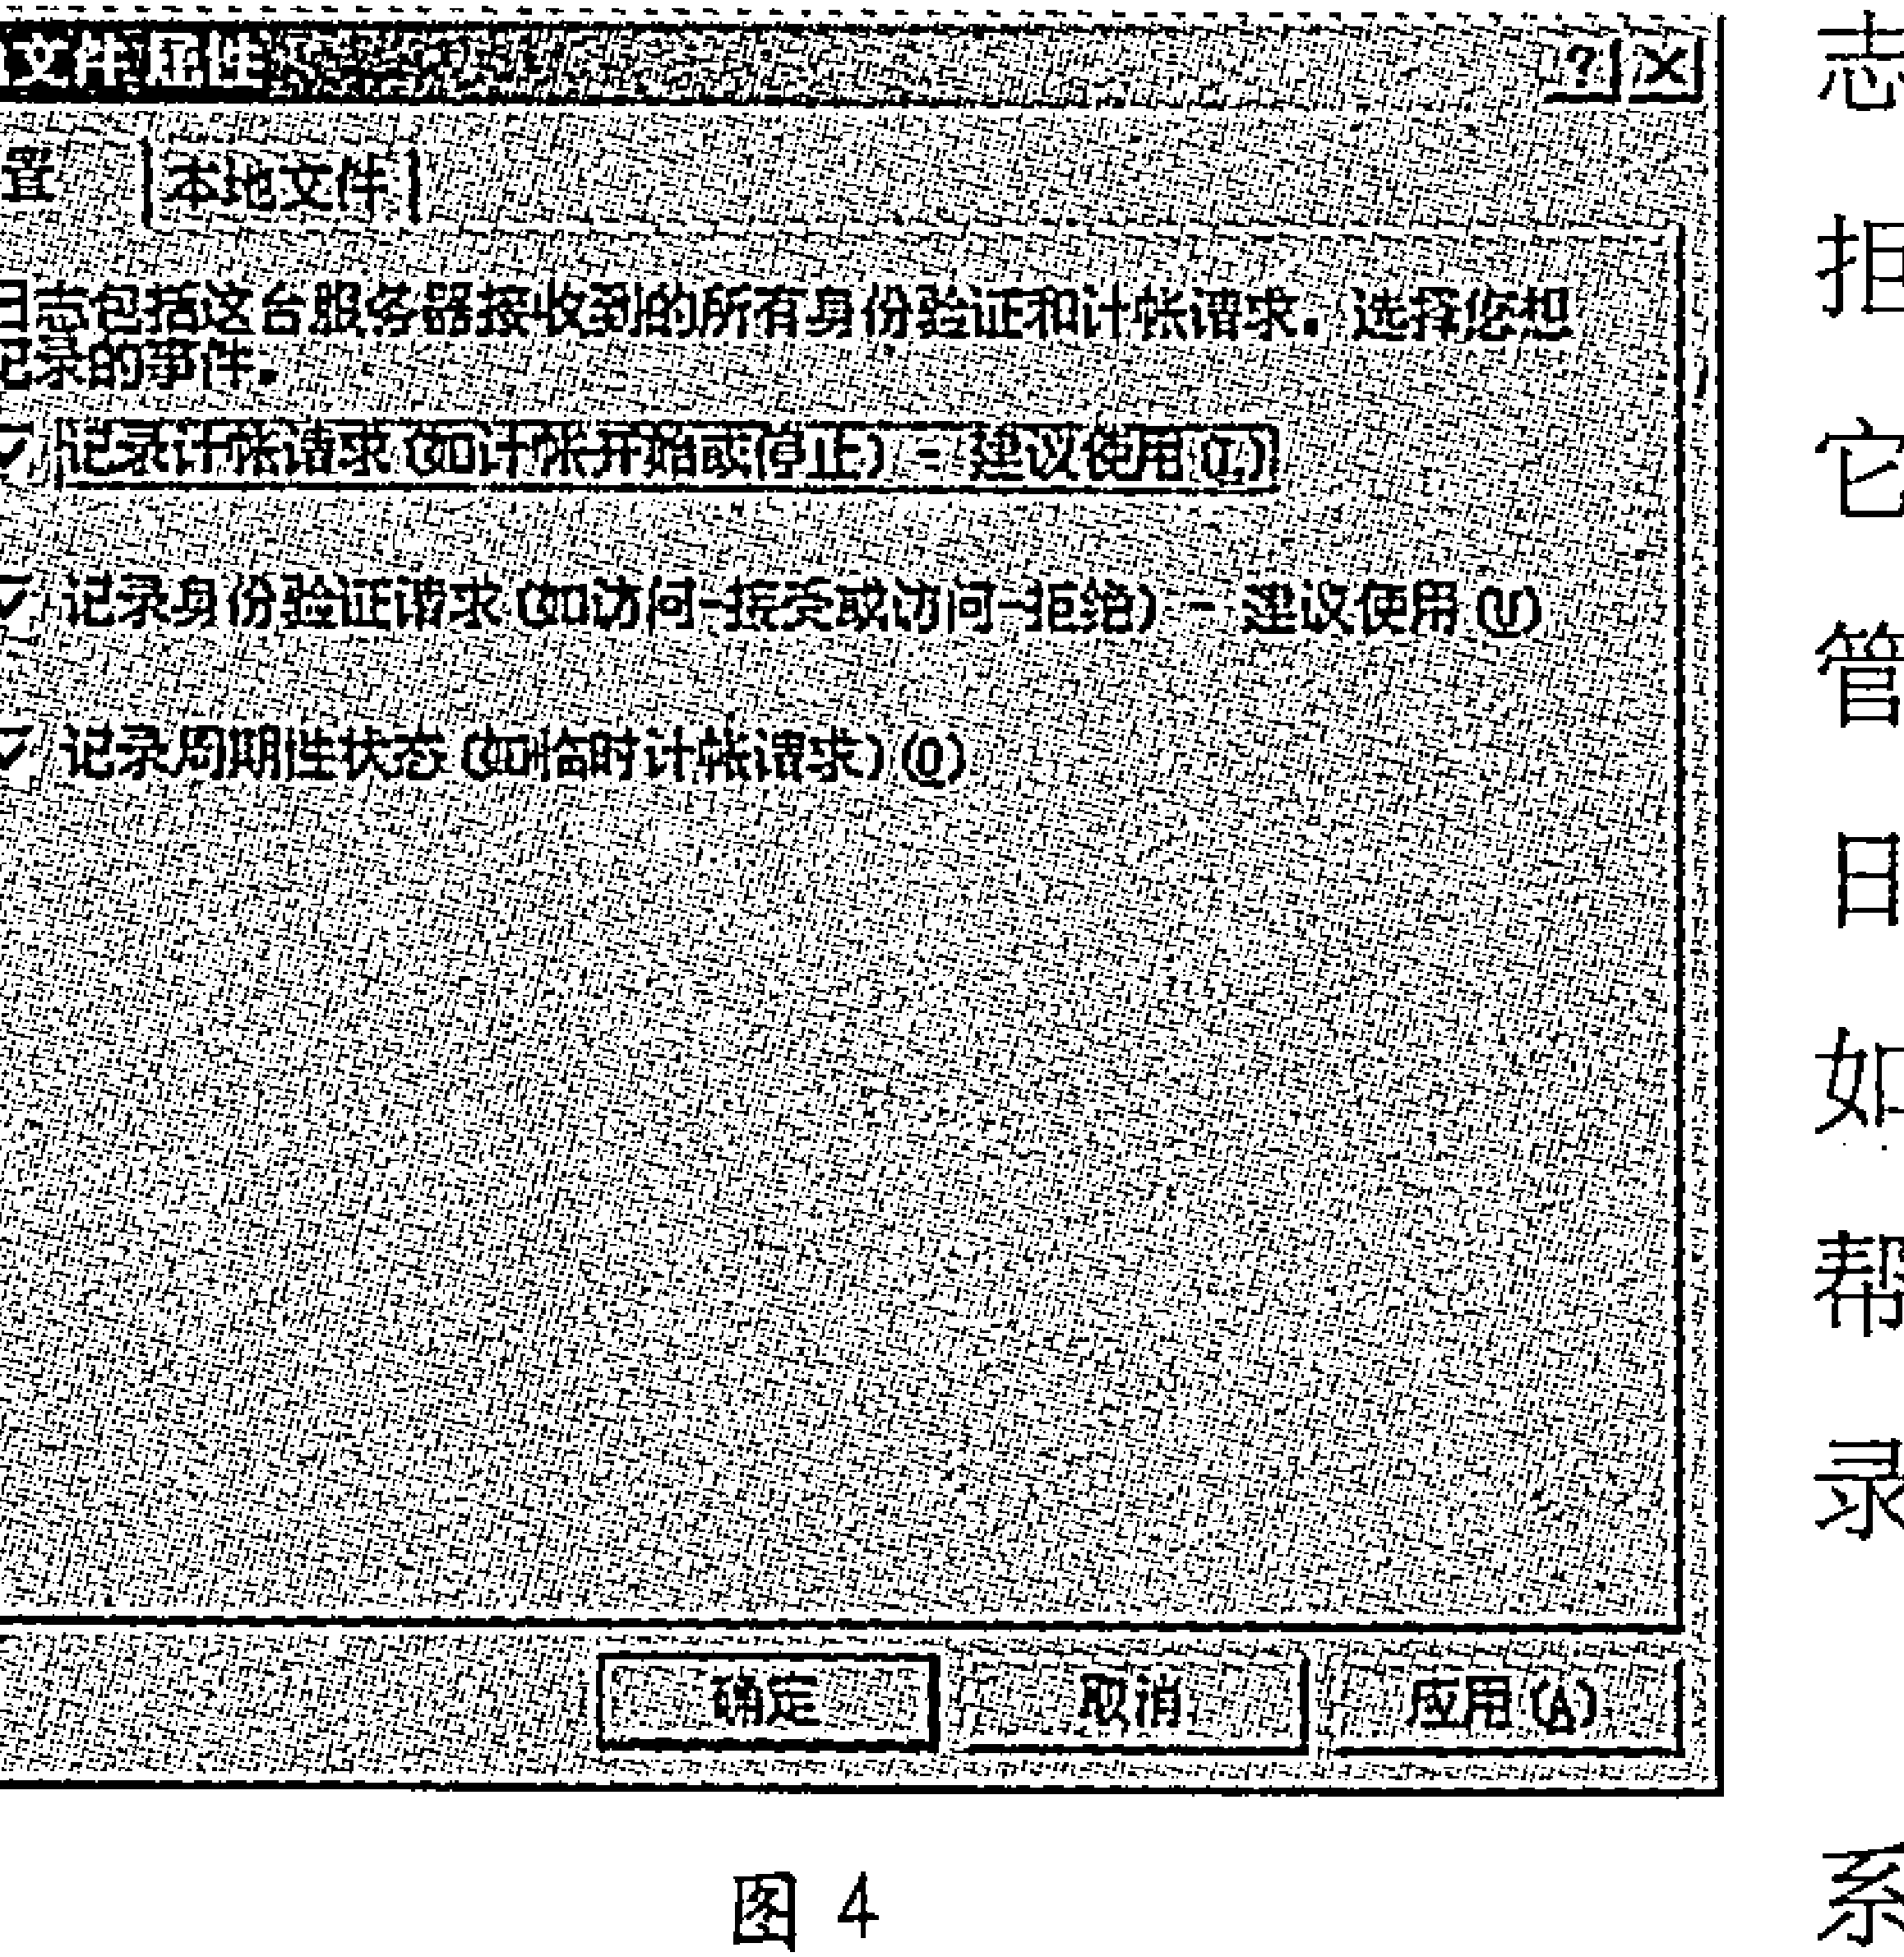 文件 属性
置 本地文件
日志包括这台服务器接收到的所有身份验证和计帐请求。选择您想
记录的事件。
记录计帐请求(如计帐开始或停止) - 建议使用(L)
记录身份验证请求(如访问-接受或访问-拒绝) - 建议使用(U)
记录周期性状态(如临时计帐请求)(O)
确定 取消 应用(A)
图 4
志
担
它
管
日
如
帮
录
系